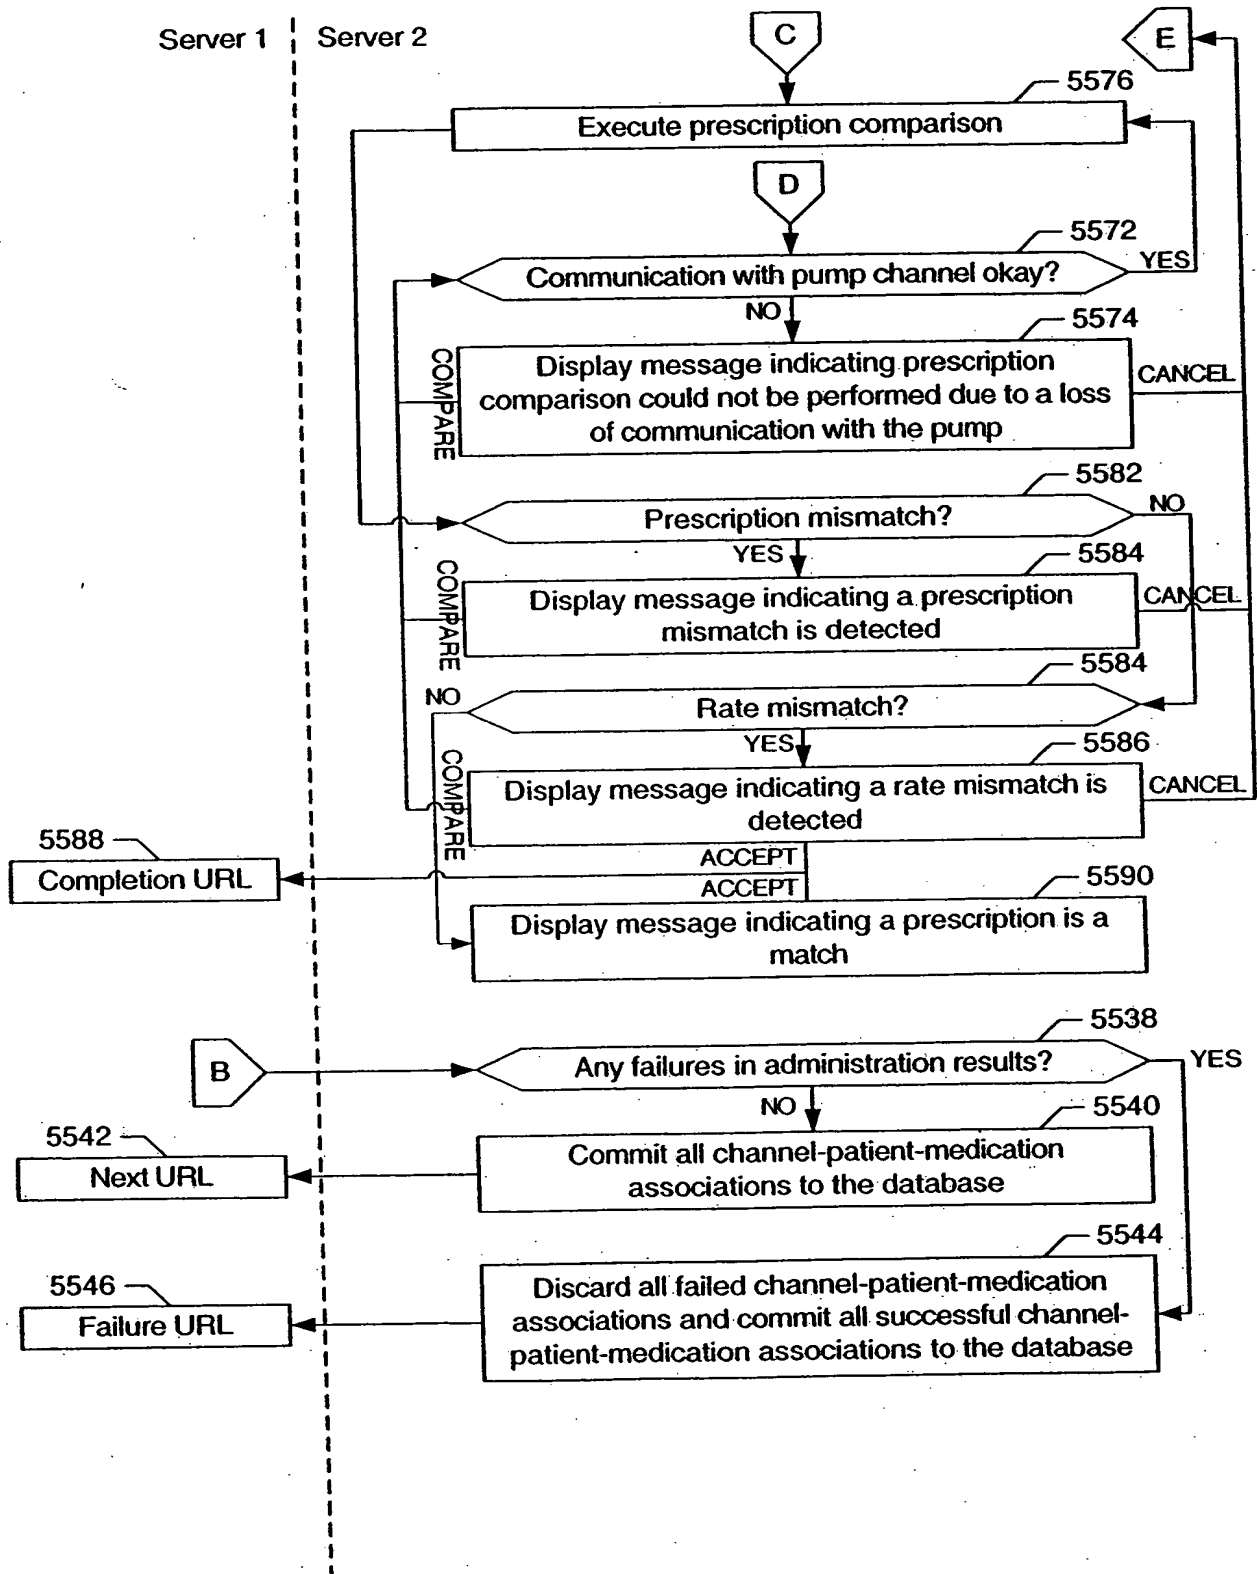 Server 1
Server 2
C
E
5576
Execute prescription comparison
D
5572
Communication with pump channel okay?
YES
NO
5574
Display message indicating prescription
comparison could not be performed due to a loss
of communication with the pump
COMPARE
CANCEL
5582
Prescription mismatch?
NO
YES
5584
Display message indicating a prescription
mismatch is detected
COMPARE
CANCEL
5584
NO
Rate mismatch?
YES
5586
Display message indicating a rate mismatch is
detected
COMPARE
CANCEL
5588
Completion URL
ACCEPT
ACCEPT
5590
Display message indicating a prescription is a
match
5538
B
Any failures in administration results?
YES
NO
5540
5542
Next URL
Commit all channel-patient-medication
associations to the database
5544
5546
Failure URL
Discard all failed channel-patient-medication
associations and commit all successful channel-
patient-medication associations to the database